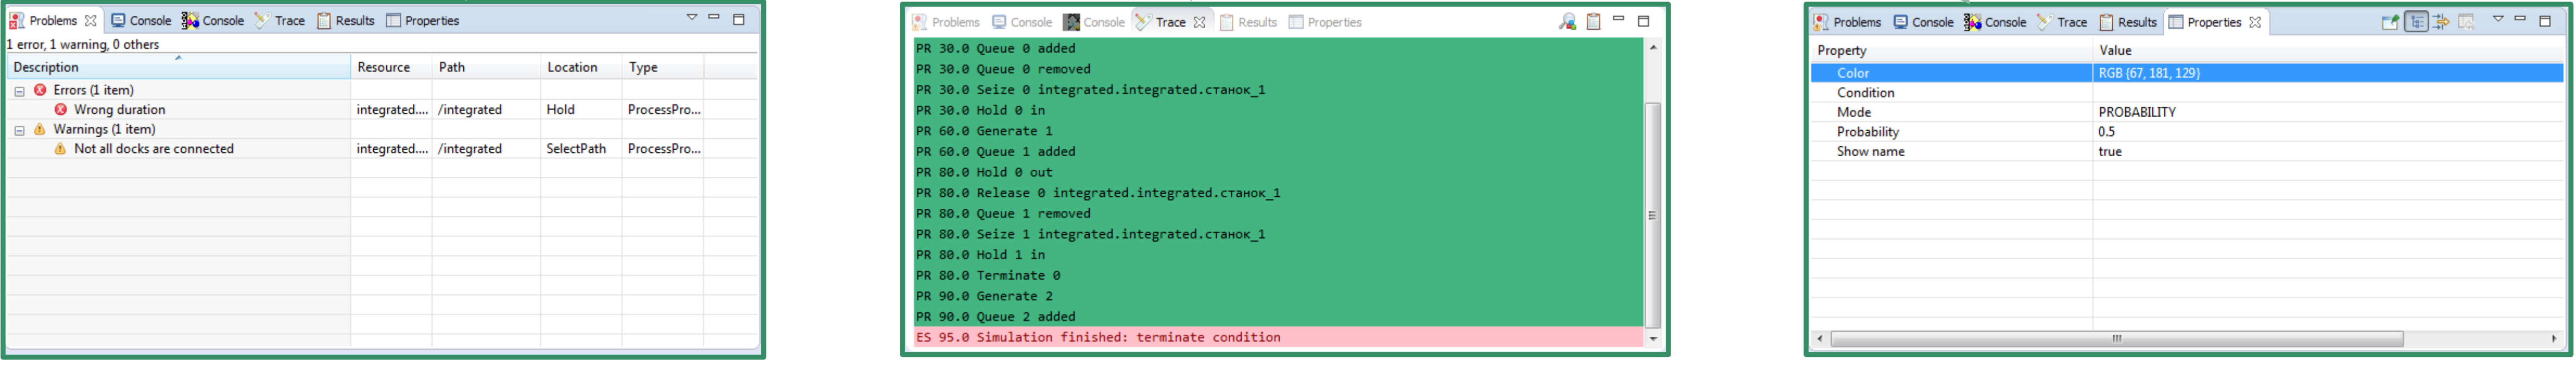 Problems Console Console Trace Results Properties
1 error, 1 warning, 0 others
Description Resource Path Location Type
Errors (1 item)
Wrong duration integrated.... /integrated Hold ProcessPro...
Warnings (1 item)
Not all docks are connected integrated.... /integrated SelectPath ProcessPro...
Problems Console Console Trace Results Properties
PR 30.0 Queue 0 added
PR 30.0 Queue 0 removed
PR 30.0 Seize 0 integrated.integrated.станок_1
PR 30.0 Hold 0 in
PR 60.0 Generate 1
PR 60.0 Queue 1 added
PR 80.0 Hold 0 out
PR 80.0 Release 0 integrated.integrated.станок_1
PR 80.0 Queue 1 removed
PR 80.0 Seize 1 integrated.integrated.станок_1
PR 80.0 Hold 1 in
PR 80.0 Terminate 0
PR 90.0 Generate 2
PR 90.0 Queue 2 added
ES 95.0 Simulation finished: terminate condition
Problems Console Console Trace Results Properties
Property Value
Color RGB {67, 181, 129}
Condition
Mode PROBABILITY
Probability 0.5
Show name true